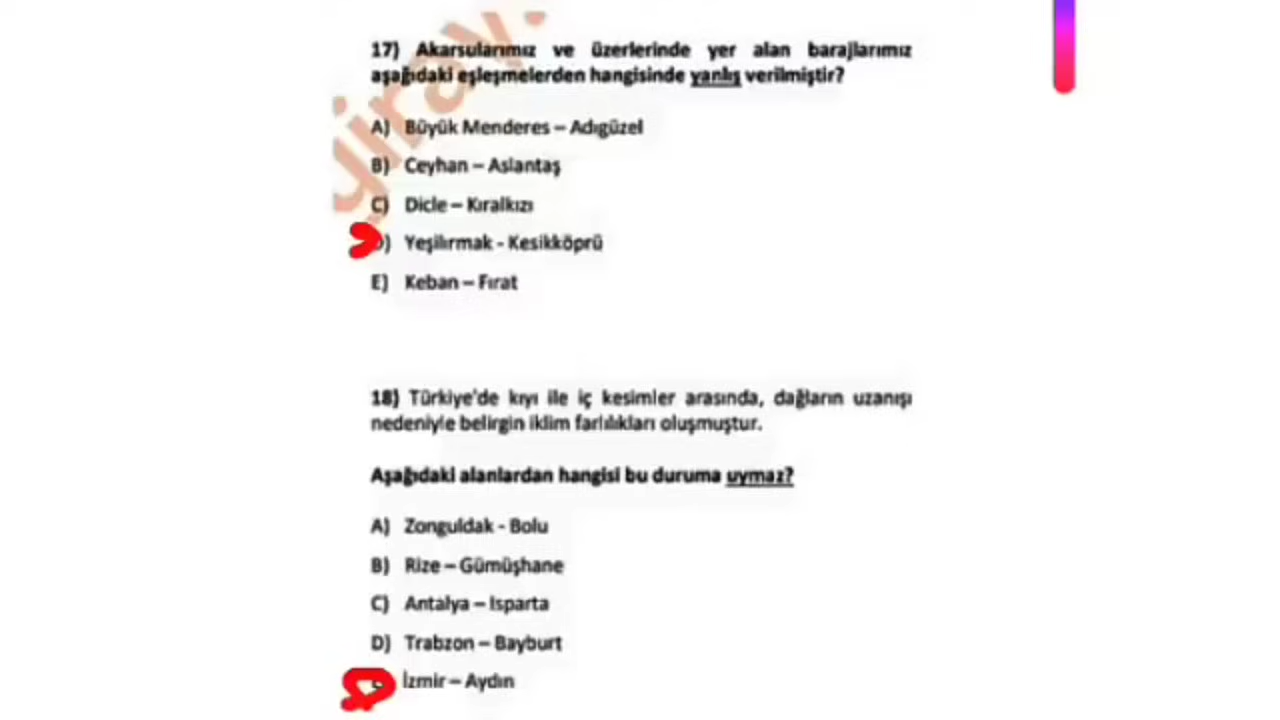 17) Akarsularımız ve üzerlerinde yer alan barajlarımız
aşağıdaki eşleşmelerden hangisinde yanlış verilmiştir?
A) Büyük Menderes – Adıgüzel
B) Ceyhan – Aslantaş
C) Dicle – Kıralkızı
D) Yeşilırmak - Kesikköprü
E) Keban – Fırat
18) Türkiye'de kıyı ile iç kesimler arasında, dağların uzanışı
nedeniyle belirgin iklim farlılıkları oluşmuştur.
Aşağıdaki alanlardan hangisi bu duruma uymaz?
A) Zonguldak - Bolu
B) Rize – Gümüşhane
C) Antalya – Isparta
D) Trabzon – Bayburt
İzmir – Aydın